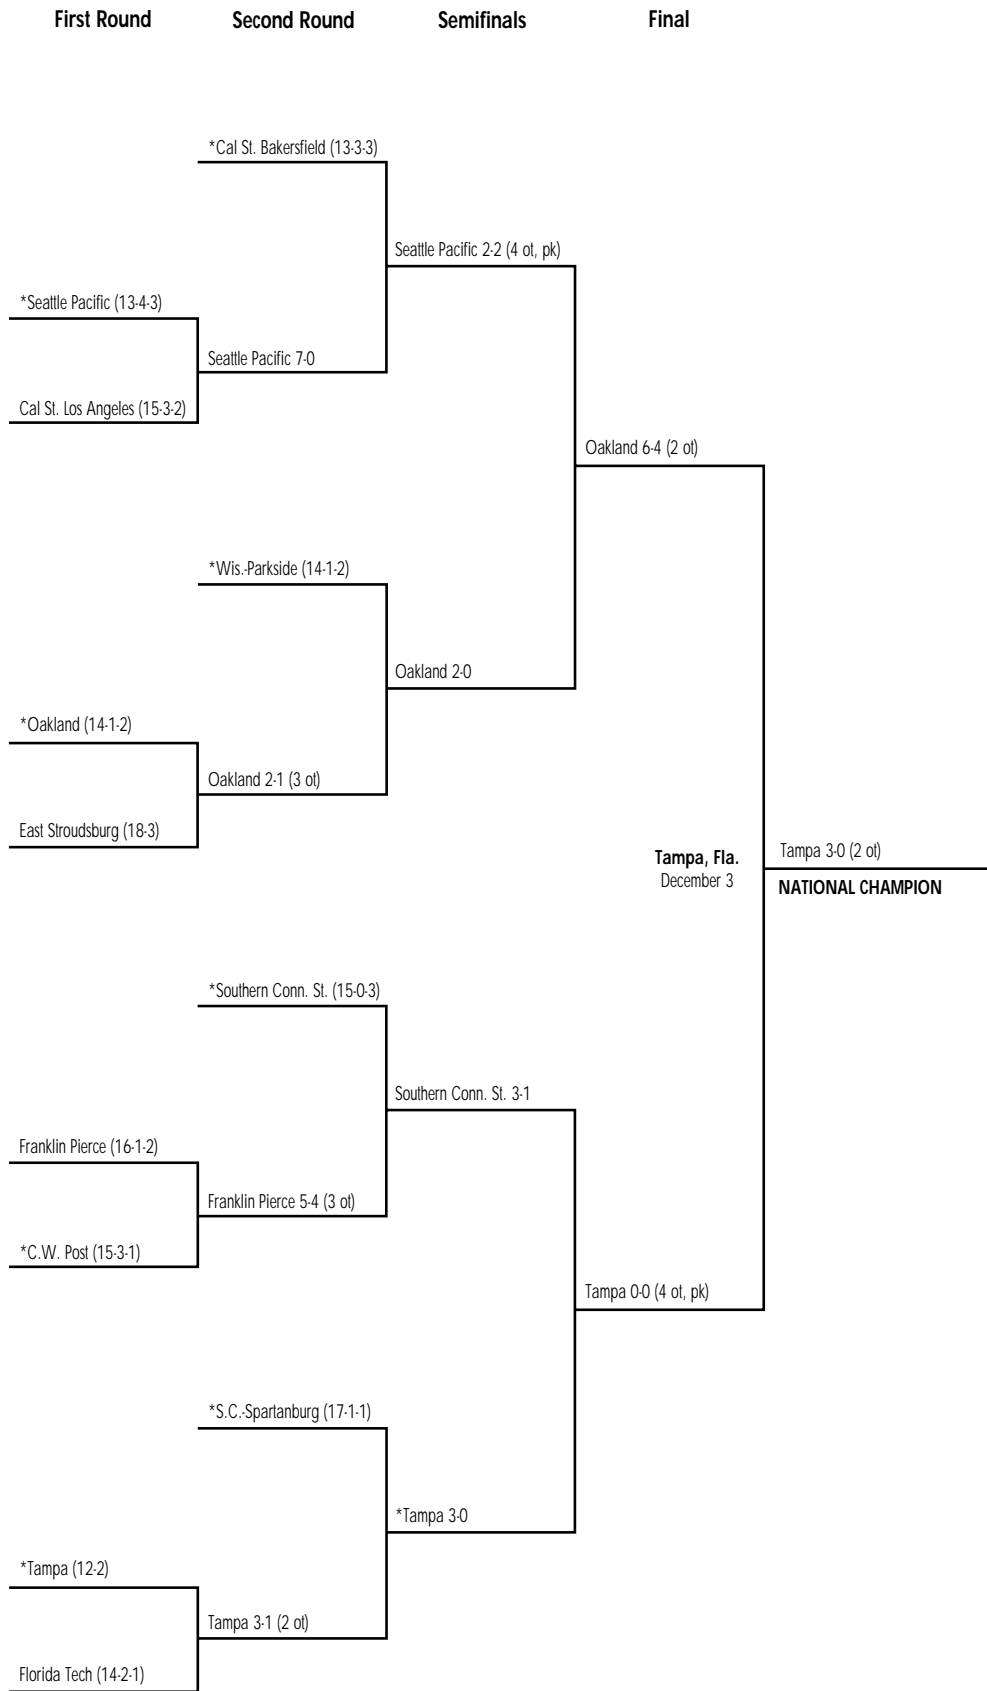 First Round
Second Round
Semifinals
Final
*Cal St. Bakersfield (13-3-3)
Seattle Pacific 2-2 (4 ot, pk)
*Seattle Pacific (13-4-3)
Seattle Pacific 7-0
Cal St. Los Angeles (15-3-2)
Oakland 6-4 (2 ot)
*Wis.-Parkside (14-1-2)
Oakland 2-0
*Oakland (14-1-2)
Oakland 2-1 (3 ot)
East Stroudsburg (18-3)
Tampa, Fla.
December 3
Tampa 3-0 (2 ot)
NATIONAL CHAMPION
*Southern Conn. St. (15-0-3)
Southern Conn. St. 3-1
Franklin Pierce (16-1-2)
Franklin Pierce 5-4 (3 ot)
*C.W. Post (15-3-1)
Tampa 0-0 (4 ot, pk)
*S.C.-Spartanburg (17-1-1)
*Tampa 3-0
*Tampa (12-2)
Tampa 3-1 (2 ot)
Florida Tech (14-2-1)